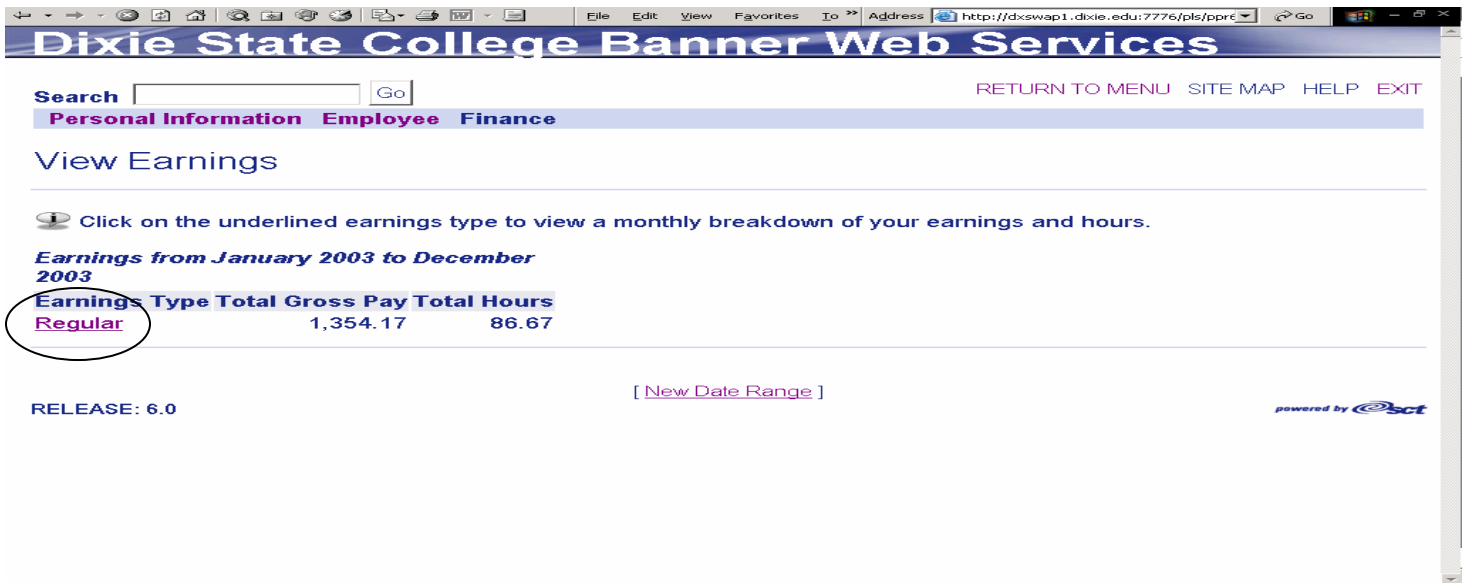 File Edit View Favorites To » Address http://dxswap1.dixie.edu:7776/pls/ppre Go
Dixie State College Banner Web Services
Search Go RETURN TO MENU SITE MAP HELP EXIT
Personal Information Employee Finance
View Earnings
Click on the underlined earnings type to view a monthly breakdown of your earnings and hours.
Earnings from January 2003 to December
2003
Earnings Type Total Gross Pay Total Hours
Regular 1,354.17 86.67
[ New Date Range ]
RELEASE: 6.0 powered by sct